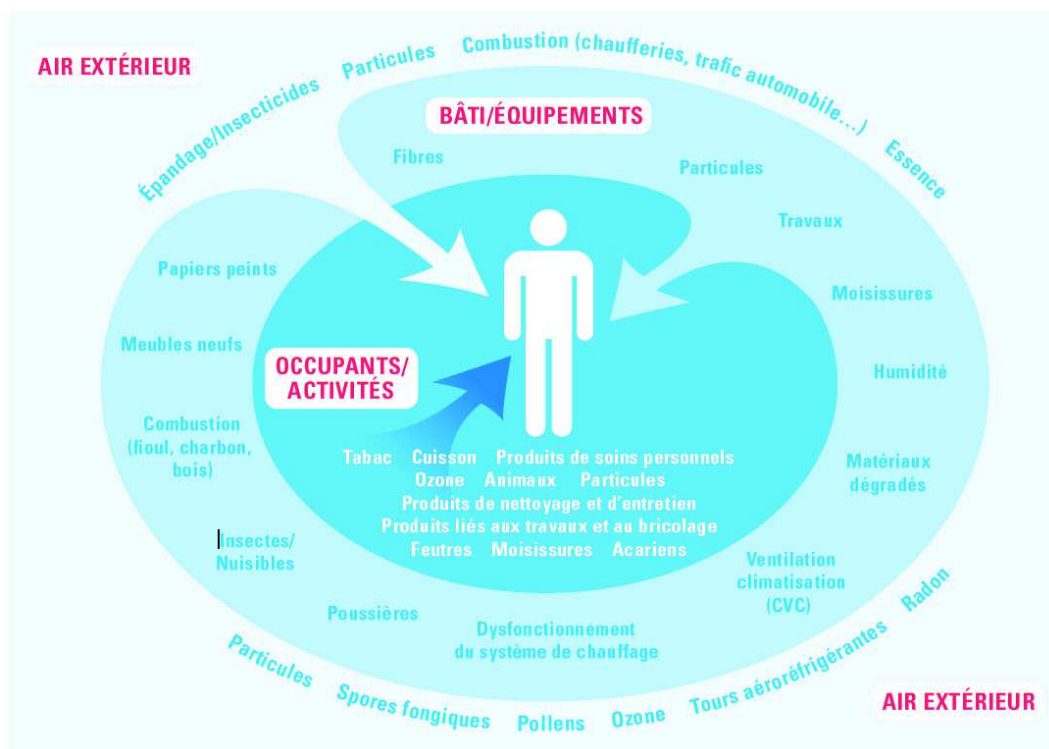 AIR EXTÉRIEUR
Épandage/Insecticides Particules Combustion (chaufferies, trafic automobile...) Essence
BÂTI/ÉQUIPEMENTS
Fibres
Particules
Travaux
Papiers peints
Moisissures
Meubles neufs
Humidité
OCCUPANTS/
ACTIVITÉS
Combustion
(fioul, charbon,
bois)
Tabac Cuisson Produits de soins personnels
Ozone Animaux Particules
Produits de nettoyage et d'entretien
Produits liés aux travaux et au bricolage
Feutres Moisissures Acariens
Matériaux
dégradés
Insectes/
Nuisibles
Ventilation
climatisation
(CVC)
Poussières
Dysfonctionnement
du système de chauffage
Particules Spores fongiques Pollens Ozone Tours aéroréfrigérantes Radon
AIR EXTÉRIEUR